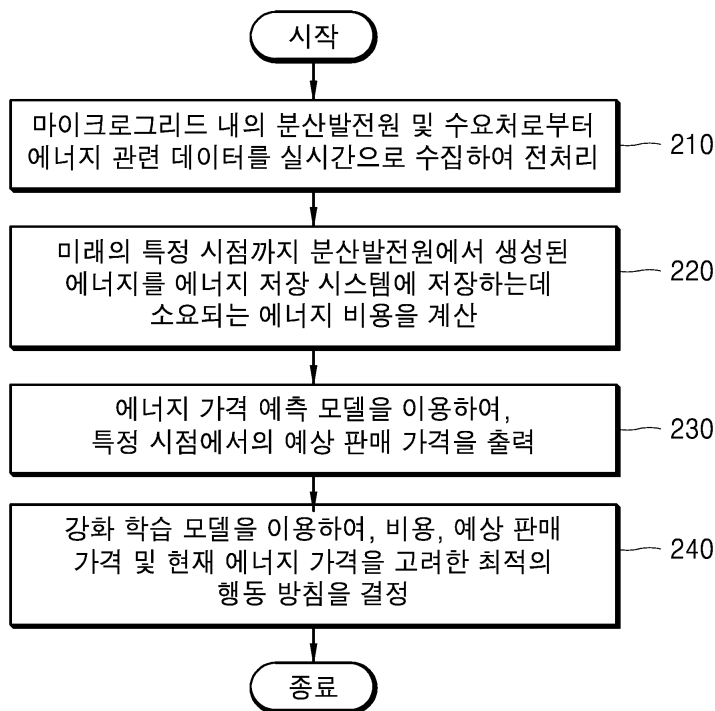 시작
마이크로그리드 내의 분산발전원 및 수요처로부터
에너지 관련 데이터를 실시간으로 수집하여 전처리
210
미래의 특정 시점까지 분산발전원에서 생성된
에너지를 에너지 저장 시스템에 저장하는데
소요되는 에너지 비용을 계산
220
에너지 가격 예측 모델을 이용하여,
특정 시점에서의 예상 판매 가격을 출력
230
강화 학습 모델을 이용하여, 비용, 예상 판매
가격 및 현재 에너지 가격을 고려한 최적의
행동 방침을 결정
240
종료